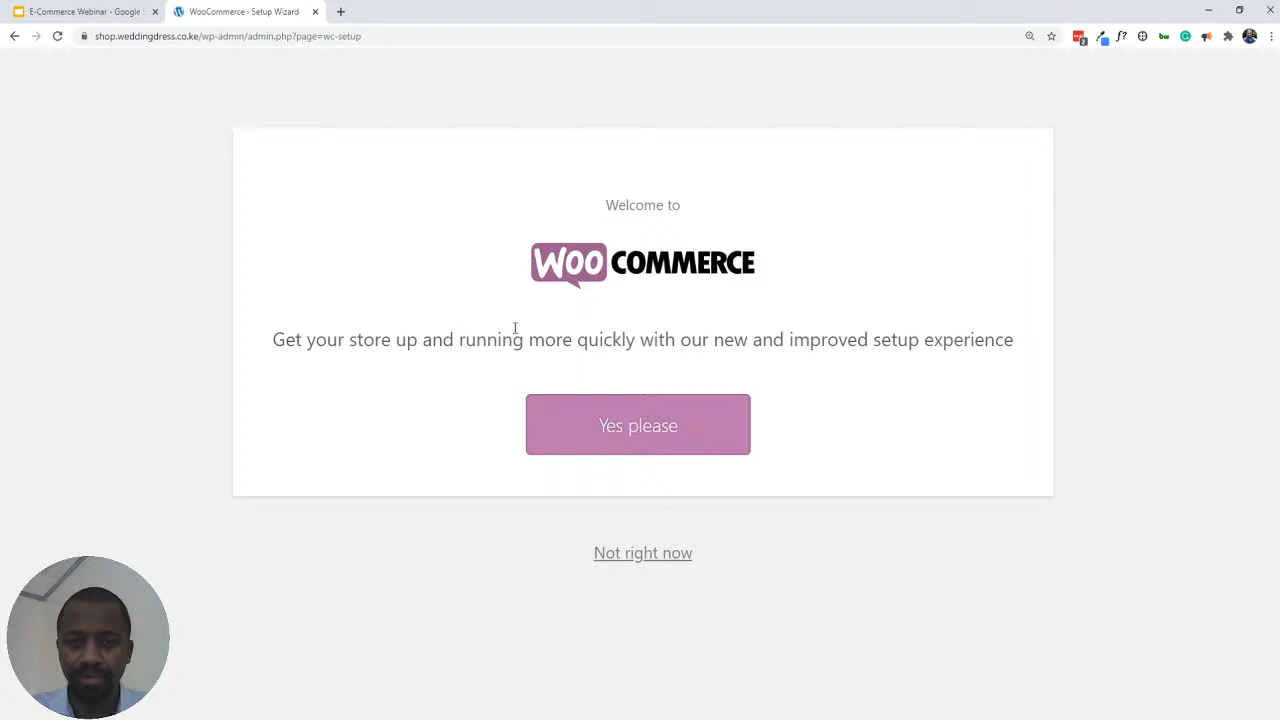 E-Commerce Webinar - Google S
WooCommerce › Setup Wizard
shop.weddingdress.co.ke/wp-admin/admin.php?page=wc-setup
f?
bw
2
Welcome to
WOO COMMERCE
Get your store up and running more quickly with our new and improved setup experience
Yes please
Not right now